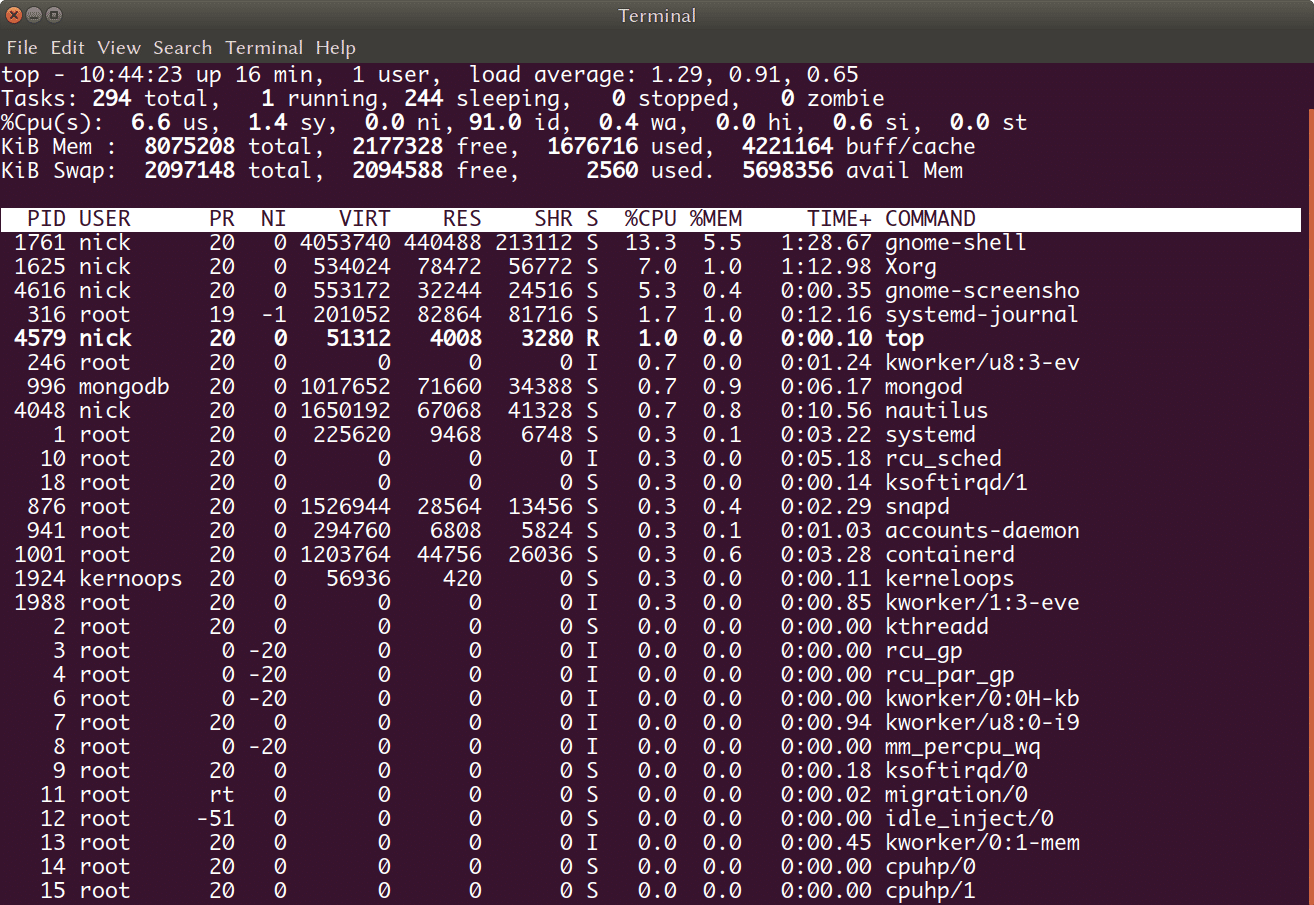 Terminal
File Edit View Search Terminal Help
top - 10:44:23 up 16 min,  1 user,  load average: 1.29, 0.91, 0.65
Tasks: 294 total,   1 running, 244 sleeping,   0 stopped,   0 zombie
%Cpu(s):  6.6 us,  1.4 sy,  0.0 ni, 91.0 id,  0.4 wa,  0.0 hi,  0.6 si,  0.0 st
KiB Mem :  8075208 total,  2177328 free,  1676716 used,  4221164 buff/cache
KiB Swap:  2097148 total,  2094588 free,     2560 used.  5698356 avail Mem
  PID USER      PR  NI    VIRT    RES    SHR S  %CPU %MEM     TIME+ COMMAND
 1761 nick      20   0 4053740 440488 213112 S  13.3  5.5   1:28.67 gnome-shell
 1625 nick      20   0  534024  78472  56772 S   7.0  1.0   1:12.98 Xorg
 4616 nick      20   0  553172  32244  24516 S   5.3  0.4   0:00.35 gnome-screensho
  316 root      19  -1  201052  82864  81716 S   1.7  1.0   0:12.16 systemd-journal
 4579 nick      20   0   51312   4008   3280 R   1.0  0.0   0:00.10 top
  246 root      20   0       0      0      0 I   0.7  0.0   0:01.24 kworker/u8:3-ev
  996 mongodb   20   0 1017652  71660  34388 S   0.7  0.9   0:06.17 mongod
 4048 nick      20   0 1650192  67068  41328 S   0.7  0.8   0:10.56 nautilus
    1 root      20   0  225620   9468   6748 S   0.3  0.1   0:03.22 systemd
   10 root      20   0       0      0      0 I   0.3  0.0   0:05.18 rcu_sched
   18 root      20   0       0      0      0 S   0.3  0.0   0:00.14 ksoftirqd/1
  876 root      20   0 1526944  28564  13456 S   0.3  0.4   0:02.29 snapd
  941 root      20   0  294760   6808   5824 S   0.3  0.1   0:01.03 accounts-daemon
 1001 root      20   0 1203764  44756  26036 S   0.3  0.6   0:03.28 containerd
 1924 kernoops  20   0   56936    420      0 S   0.3  0.0   0:00.11 kerneloops
 1988 root      20   0       0      0      0 I   0.3  0.0   0:00.85 kworker/1:3-eve
    2 root      20   0       0      0      0 S   0.0  0.0   0:00.00 kthreadd
    3 root       0 -20       0      0      0 I   0.0  0.0   0:00.00 rcu_gp
    4 root       0 -20       0      0      0 I   0.0  0.0   0:00.00 rcu_par_gp
    6 root       0 -20       0      0      0 I   0.0  0.0   0:00.00 kworker/0:0H-kb
    7 root      20   0       0      0      0 I   0.0  0.0   0:00.94 kworker/u8:0-i9
    8 root       0 -20       0      0      0 I   0.0  0.0   0:00.00 mm_percpu_wq
    9 root      20   0       0      0      0 S   0.0  0.0   0:00.18 ksoftirqd/0
   11 root      rt   0       0      0      0 S   0.0  0.0   0:00.02 migration/0
   12 root     -51   0       0      0      0 S   0.0  0.0   0:00.00 idle_inject/0
   13 root      20   0       0      0      0 I   0.0  0.0   0:00.45 kworker/0:1-mem
   14 root      20   0       0      0      0 S   0.0  0.0   0:00.00 cpuhp/0
   15 root      20   0       0      0      0 S   0.0  0.0   0:00.00 cpuhp/1